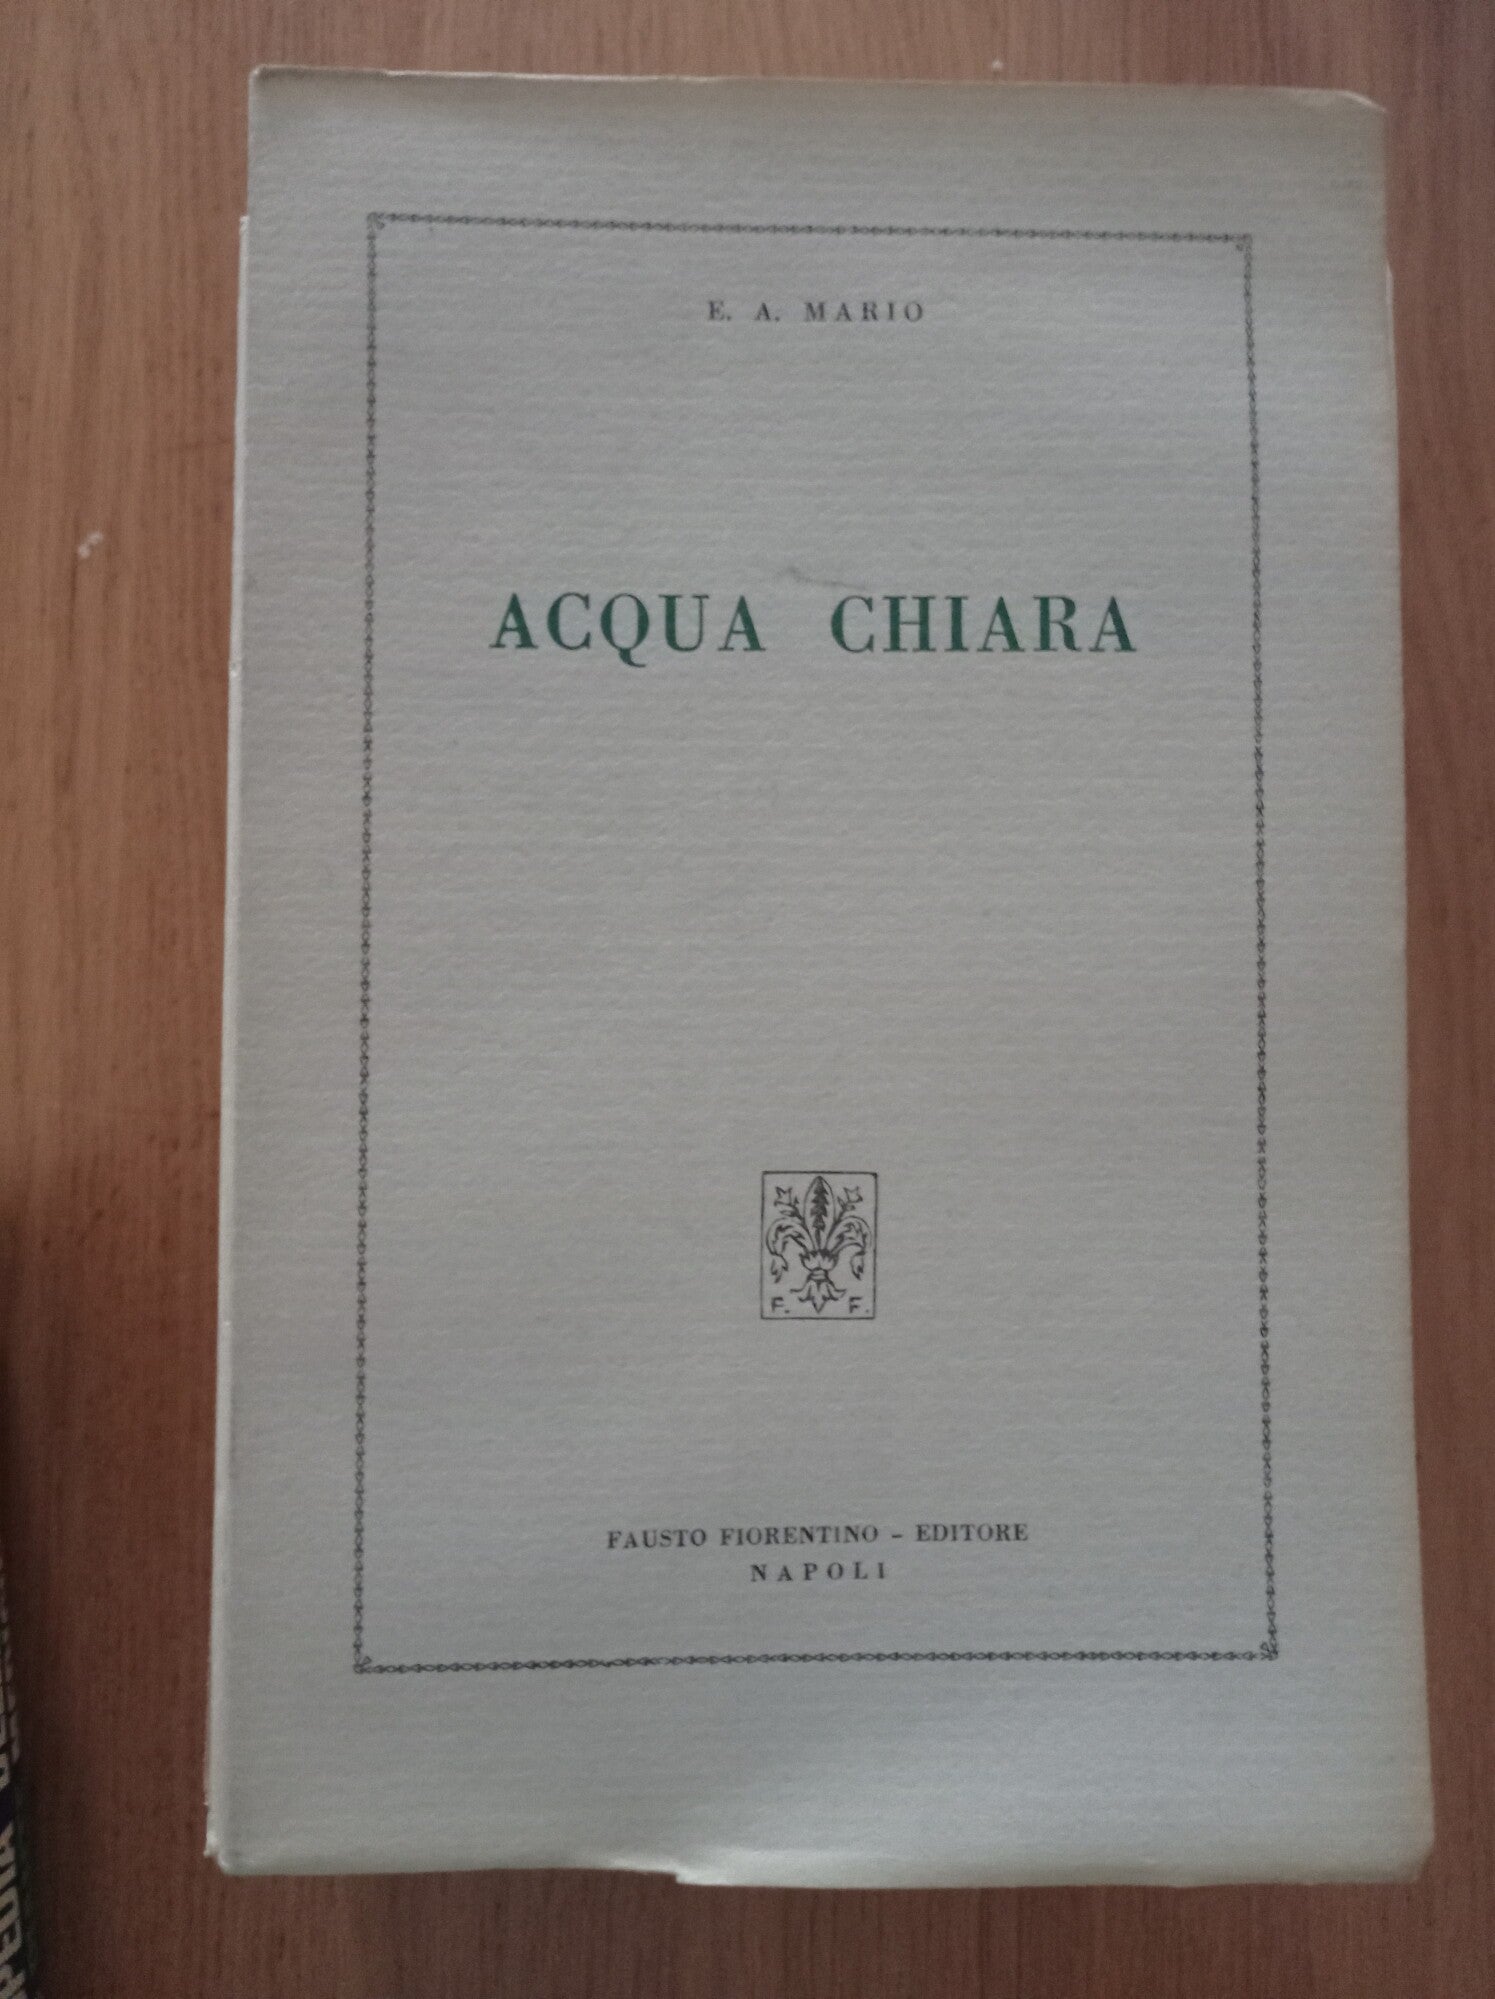 E. A. MARIO
ACQUA CHIARA
F. F.
FAUSTO FIORENTINO - EDITORE
NAPOLI